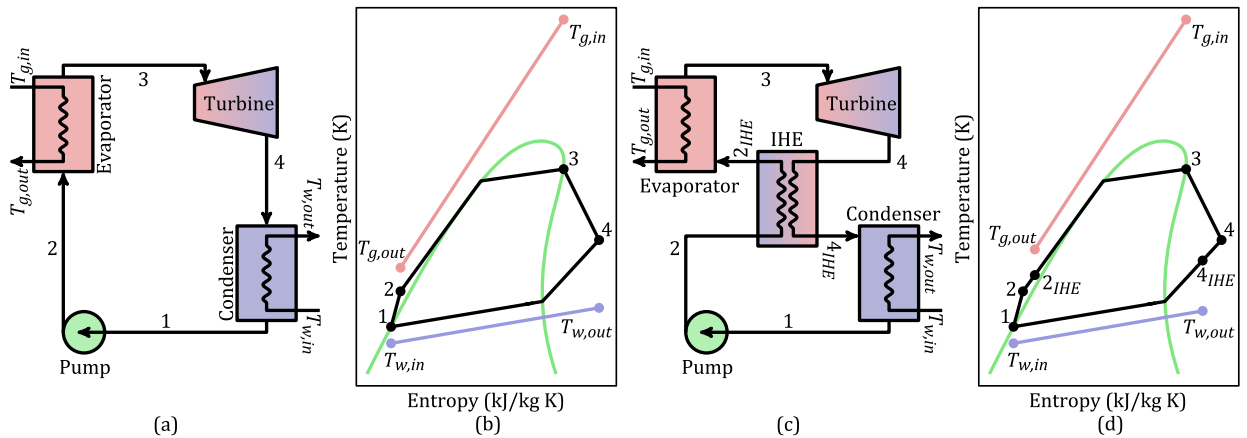 T_{g,in}
Evaporator
T_{g,out}
3
Turbine
4
T_{w,out}
Condenser
T_{w,in}
2
1
Pump
(a)
Temperature (K)
T_{g,in}
3
4
T_{g,out}
2
1
T_{w,out}
T_{w,in}
Entropy (kJ/kg K)
(b)
T_{g,in}
T_{g,out}
Evaporator
3
Turbine
2_{IHE}
IHE
4
Condenser
2
4_{IHE}
T_{w,out}
T_{w,in}
1
Pump
(c)
Temperature (K)
T_{g,in}
3
4
T_{g,out}
4_{IHE}
2
2_{IHE}
1
T_{w,out}
T_{w,in}
Entropy (kJ/kg K)
(d)